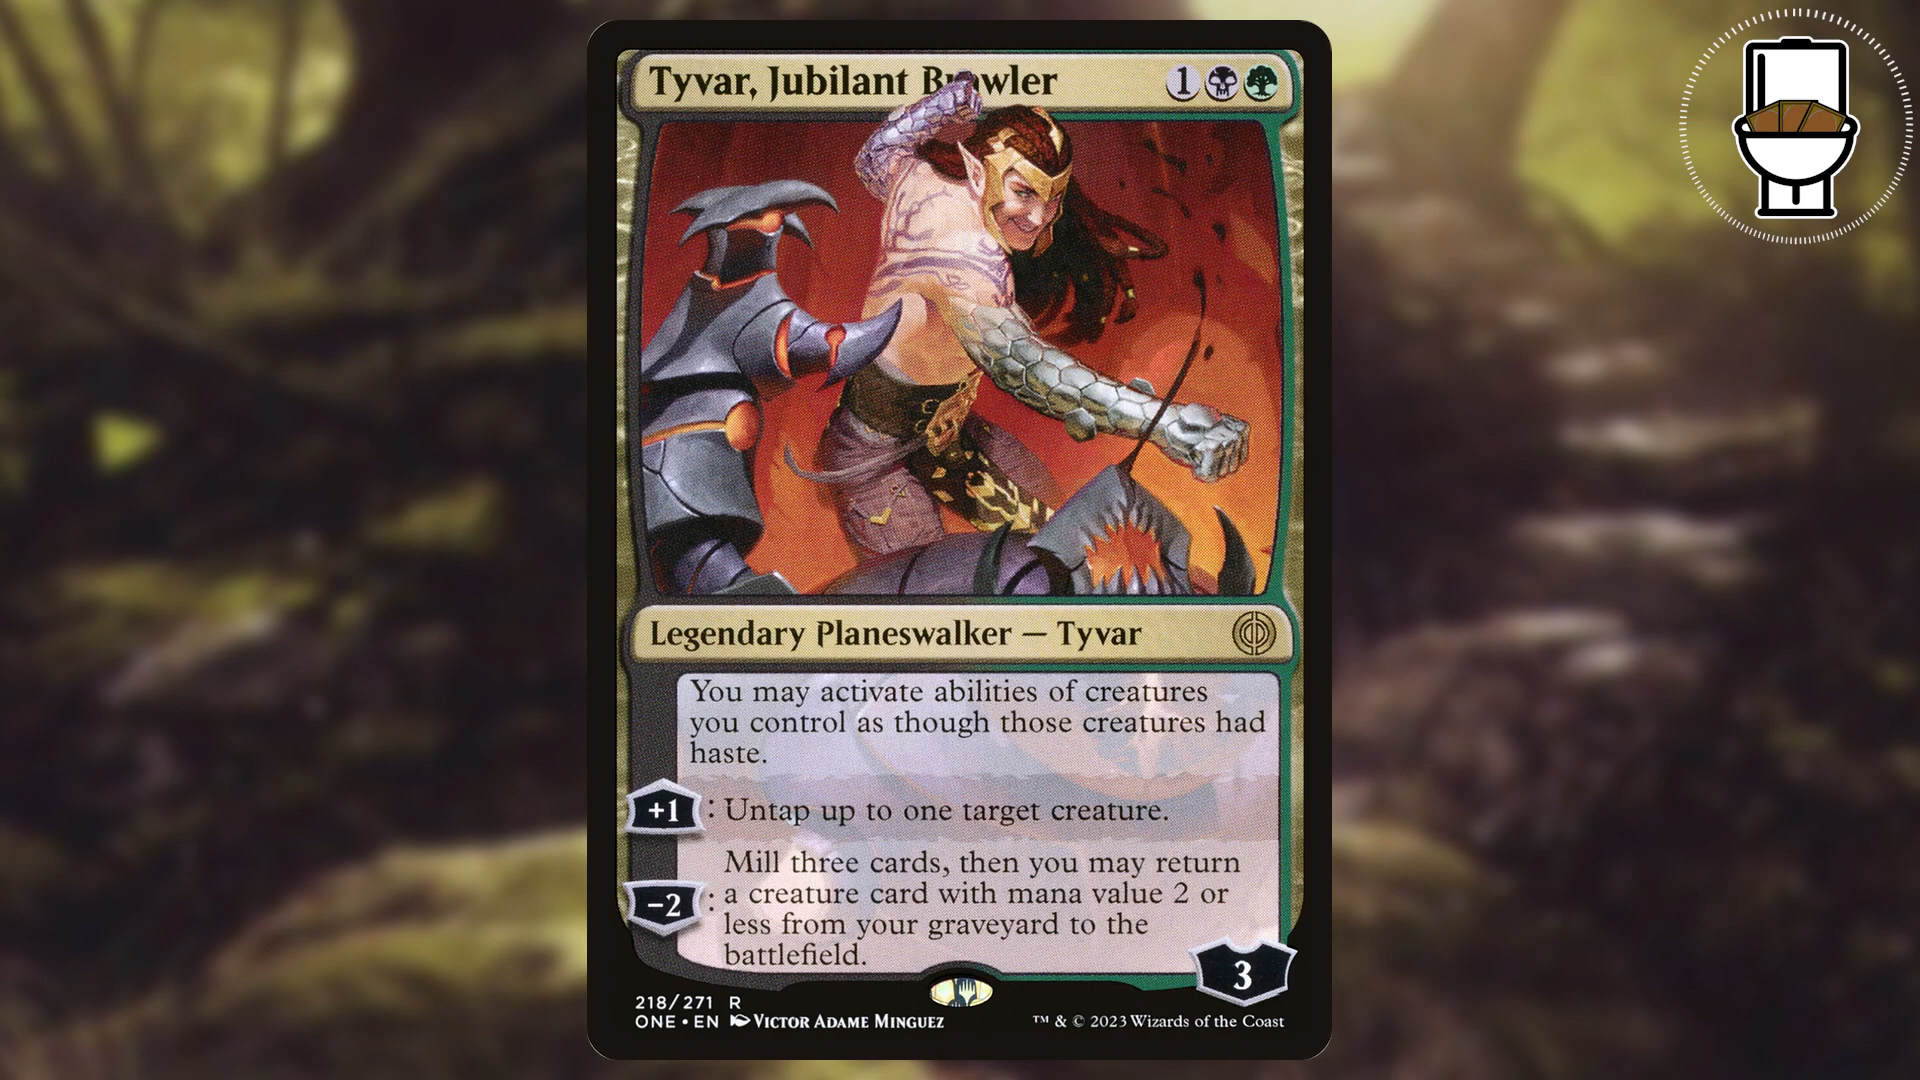 Tyvar, Jubilant Brawler 1
Legendary Planeswalker — Tyvar
You may activate abilities of creatures
you control as though those creatures had
haste.
+1: Untap up to one target creature.
Mill three cards, then you may return
−2: a creature card with mana value 2 or
less from your graveyard to the
battlefield.
3
218/271 R
ONE • EN VICTOR ADAME MINGUEZ
™ & © 2023 Wizards of the Coast